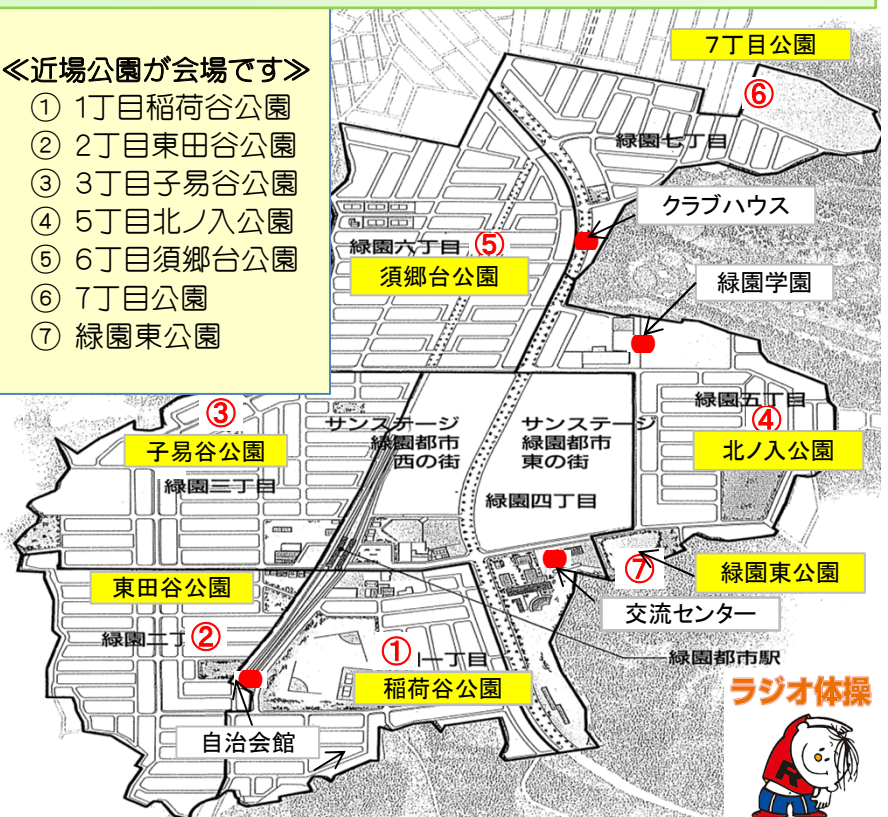 ≪近場公園が会場です≫
① 1丁目稲荷谷公園
② 2丁目東田谷公園
③ 3丁目子易谷公園
④ 5丁目北ノ入公園
⑤ 6丁目須郷台公園
⑥ 7丁目公園
⑦ 緑園東公園
7丁目公園
⑥
緑園七丁目
クラブハウス
緑園六丁目
⑤
須郷台公園
緑園学園
③
子易谷公園
緑園三丁目
サンステージ
緑園都市
西の街
サンステージ
緑園都市
東の街
緑園四丁目
緑園五丁目
④
北ノ入公園
東田谷公園
緑園二丁
②
⑦
緑園東公園
交流センター
①
一丁目
稲荷谷公園
緑園都市駅
自治会館
ラジオ体操
R